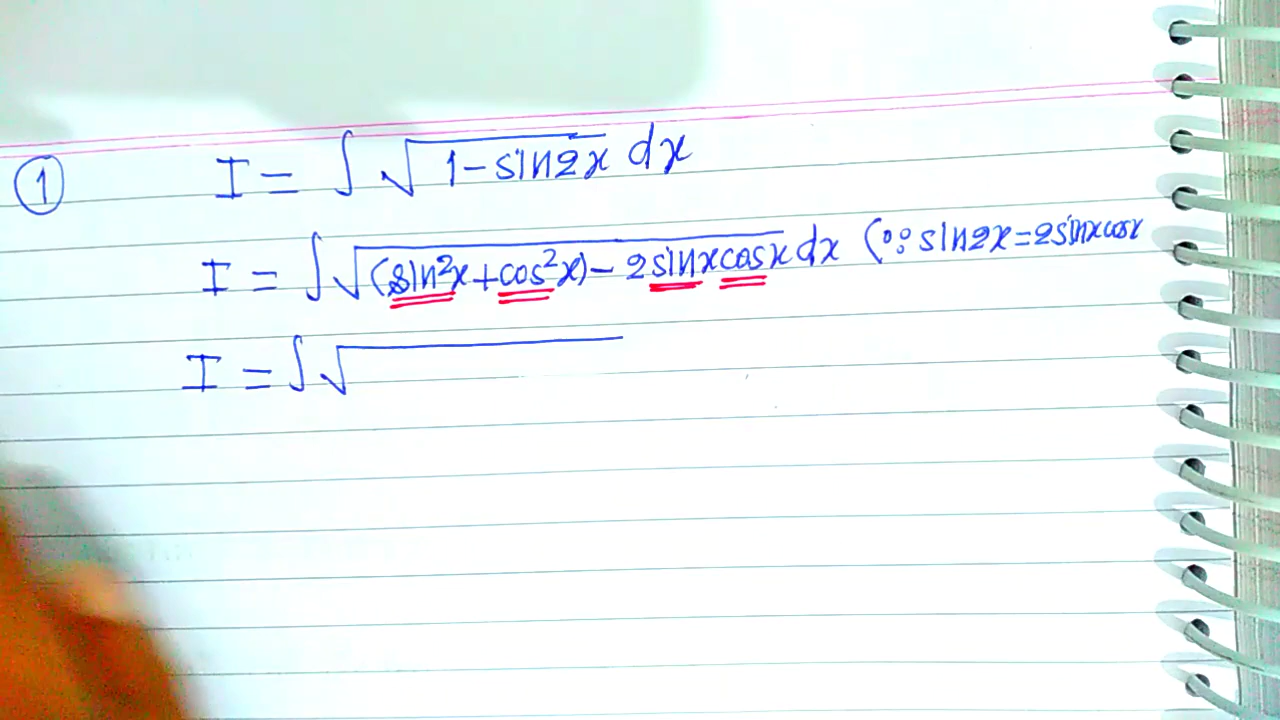 ① I = ∫ √1-sin2x dx
I = ∫√(sin²x+cos²x)- 2sinxcosx dx (∵ sin2x=2sinxcosx
I = ∫√